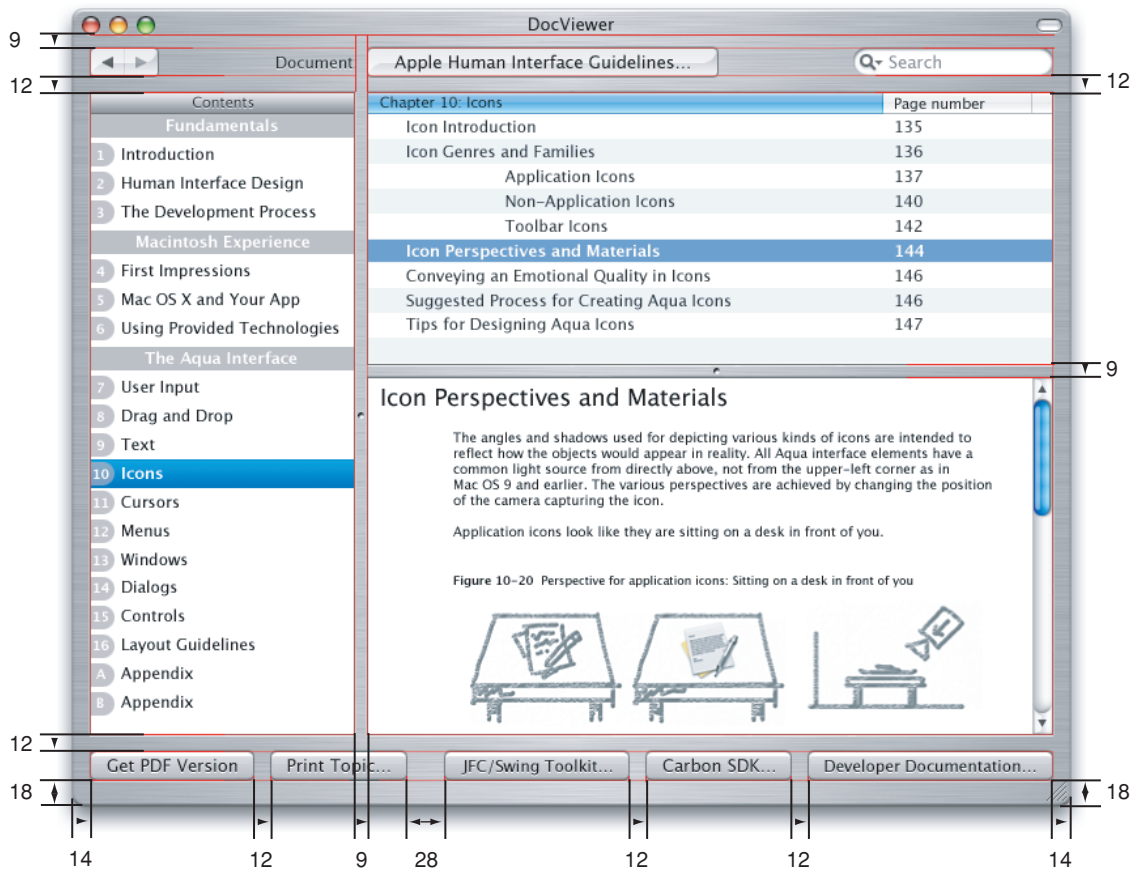 DocViewer
9
Document
Apple Human Interface Guidelines...
Search
12
12
Contents
Fundamentals
1 Introduction
2 Human Interface Design
3 The Development Process
Macintosh Experience
4 First Impressions
5 Mac OS X and Your App
6 Using Provided Technologies
The Aqua Interface
7 User Input
8 Drag and Drop
9 Text
10 Icons
11 Cursors
12 Menus
13 Windows
14 Dialogs
15 Controls
16 Layout Guidelines
A Appendix
B Appendix
Chapter 10: Icons Page number
Icon Introduction 135
Icon Genres and Families 136
Application Icons 137
Non-Application Icons 140
Toolbar Icons 142
Icon Perspectives and Materials 144
Conveying an Emotional Quality in Icons 146
Suggested Process for Creating Aqua Icons 146
Tips for Designing Aqua Icons 147
9
Icon Perspectives and Materials
The angles and shadows used for depicting various kinds of icons are intended to
reflect how the objects would appear in reality. All Aqua interface elements have a
common light source from directly above, not from the upper-left corner as in
Mac OS 9 and earlier. The various perspectives are achieved by changing the position
of the camera capturing the icon.
Application icons look like they are sitting on a desk in front of you.
Figure 10-20 Perspective for application icons: Sitting on a desk in front of you
12
Get PDF Version
Print Topic...
JFC/Swing Toolkit...
Carbon SDK...
Developer Documentation...
18
18
14
12
9
28
12
12
14